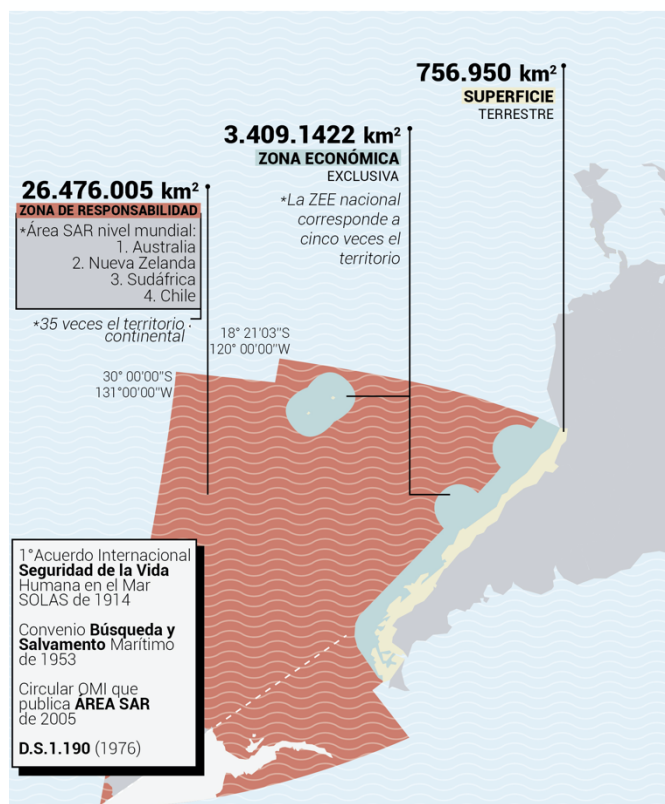 756.950 km²
SUPERFICIE
TERRESTRE
3.409.1422 km²
ZONA ECONÓMICA
EXCLUSIVA
*La ZEE nacional
corresponde a
cinco veces el
territorio
26.476.005 km²
ZONA DE RESPONSABILIDAD
*Área SAR nivel mundial:
1. Australia
2. Nueva Zelanda
3. Sudáfrica
4. Chile
*35 veces el territorio
continental
18° 21'03''S
120° 00'00''W
30° 00'00''S
131°00'00''W
1°Acuerdo Internacional
Seguridad de la Vida
Humana en el Mar
SOLAS de 1914
Convenio Búsqueda y
Salvamento Marítimo
de 1953
Circular OMI que
publica ÁREA SAR
de 2005
D.S.1.190 (1976)